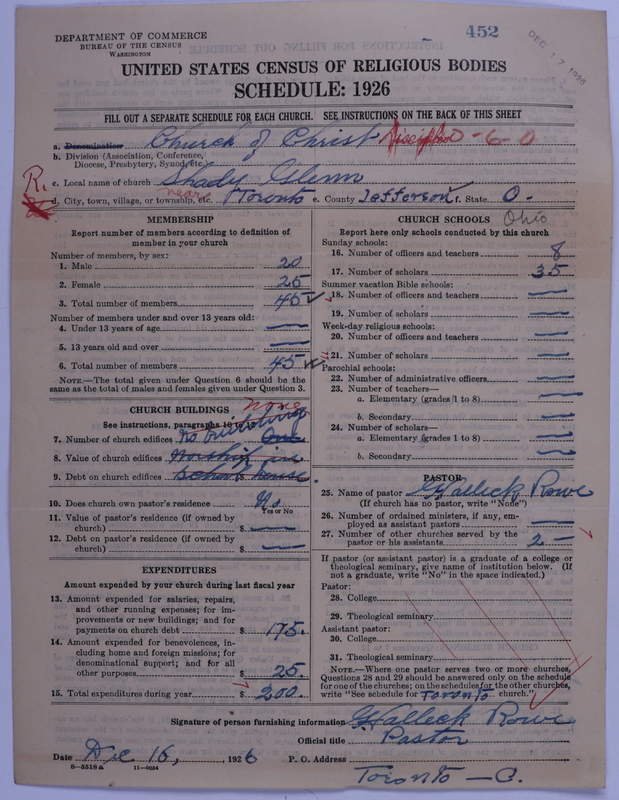 452
DEC 17 1926
DEPARTMENT OF COMMERCE
BUREAU OF THE CENSUS
WASHINGTON
UNITED STATES CENSUS OF RELIGIOUS BODIES
SCHEDULE: 1926
FILL OUT A SEPARATE SCHEDULE FOR EACH CHURCH. SEE INSTRUCTIONS ON THE BACK OF THIS SHEET
a. Denomination Church of Christ 0-6-0
b. Division (Association, Conference, Diocese, Presbytery, Synod, etc.)
c. Local name of church Shady Glenn
d. City, town, village, or township, etc. near Toronto e. County Jefferson f. State O.
Ohio
MEMBERSHIP
Report number of members according to definition of
member in your church
Number of members, by sex:
1. Male 20
2. Female 25
3. Total number of members 45
Number of members under and over 13 years old:
4. Under 13 years of age —
5. 13 years old and over —
6. Total number of members 45
NOTE.—The total given under Question 6 should be the
same as the total of males and females given under Question 3.
CHURCH BUILDINGS none
See instructions, paragraphs 10 to
7. Number of church edifices no building One
8. Value of church edifices Worship in
9. Debt on church edifices $ School house.
10. Does church own pastor's residence No
Yes or No
11. Value of pastor's residence (if owned by
church) $ —
12. Debt on pastor's residence (if owned by
church) $ —
EXPENDITURES
Amount expended by your church during last fiscal year
13. Amount expended for salaries, repairs,
and other running expenses; for im-
provements or new buildings; and for
payments on church debt $ 175.
14. Amount expended for benevolences, in-
cluding home and foreign missions; for
denominational support; and for all
other purposes $ 25.
15. Total expenditures during year $ 200.
CHURCH SCHOOLS
Report here only schools conducted by this church
Sunday schools:
16. Number of officers and teachers 8
17. Number of scholars 35
Summer vacation Bible schools:
18. Number of officers and teachers —
19. Number of scholars —
Week-day religious schools:
20. Number of officers and teachers —
21. Number of scholars —
Parochial schools:
22. Number of administrative officers —
23. Number of teachers—
a. Elementary (grades 1 to 8) —
b. Secondary —
24. Number of scholars—
a. Elementary (grades 1 to 8) —
b. Secondary —
PASTOR
25. Name of pastor Halleck Rowe
(If church has no pastor, write "None")
26. Number of ordained ministers, if any, em-
ployed as assistant pastors —
27. Number of other churches served by the
pastor or his assistants 2 —
If pastor (or assistant pastor) is a graduate of a college or
theological seminary, give name of institution below. (If
not a graduate, write "No" in the space indicated.)
Pastor:
28. College
29. Theological seminary
Assistant pastor:
30. College
31. Theological seminary
NOTE.—Where one pastor serves two or more churches,
Questions 28 and 29 should be answered only on the schedule
for one of the churches; on the schedules for the other churches,
write "See schedule for Toronto church."
Signature of person furnishing information Halleck Rowe
Official title Pastor
Date Dec 16, 1926 P. O. Address
8-5518a 11-9054
Toronto — O.